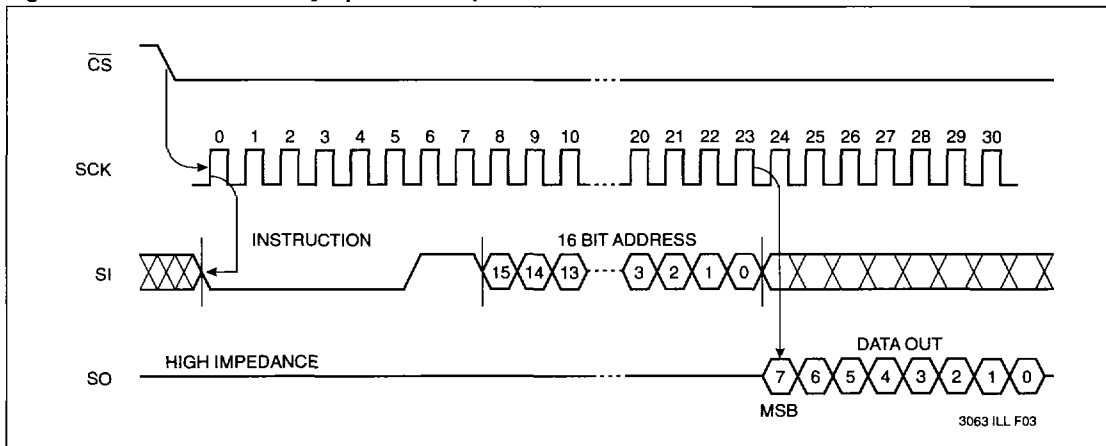 CS
0 1 2 3 4 5 6 7 8 9 10 20 21 22 23 24 25 26 27 28 29 30
SCK
INSTRUCTION 16 BIT ADDRESS
SI 15 14 13 3 2 1 0
HIGH IMPEDANCE DATA OUT
SO 7 6 5 4 3 2 1 0
MSB
3063 ILL F03